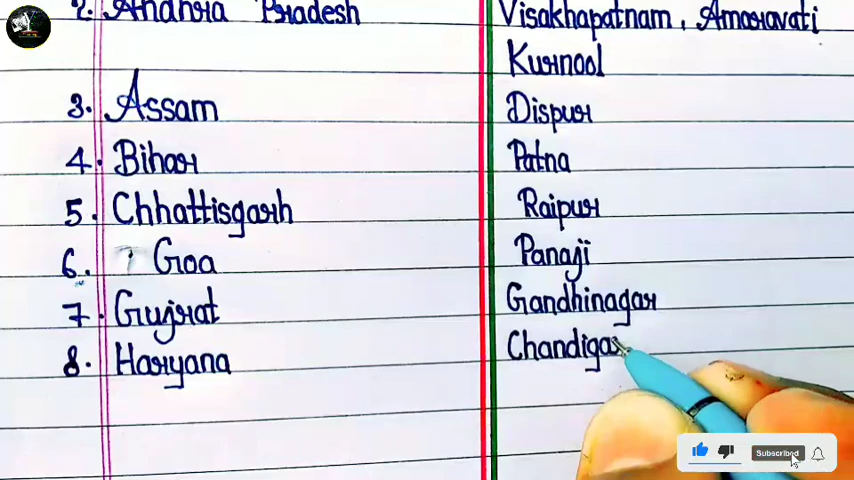 2. Andhra Pradesh Visakhapatnam, Amaravati
Kurnool
3. Assam Dispur
4. Bihar Patna
5. Chhattisgarh Raipur
6. Goa Panaji
7. Gujrat Gandhinagar
8. Haryana Chandigar
Subscribed